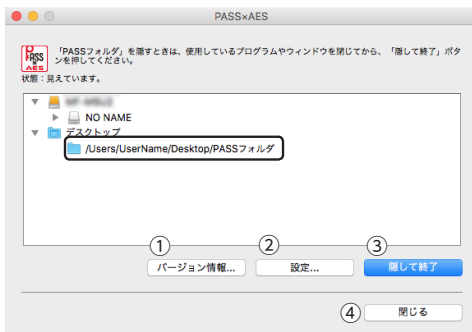 PASS×AES
PASS
×
AES
「PASSフォルダ」を隠すときは、使用しているプログラムやウィンドウを閉じてから、「隠して終了」ボタ
ンを押してください。
状態：見えています。
NO NAME
デスクトップ
/Users/UserName/Desktop/PASSフォルダ
① ② ③
バージョン情報... 設定... 隠して終了
④ 閉じる